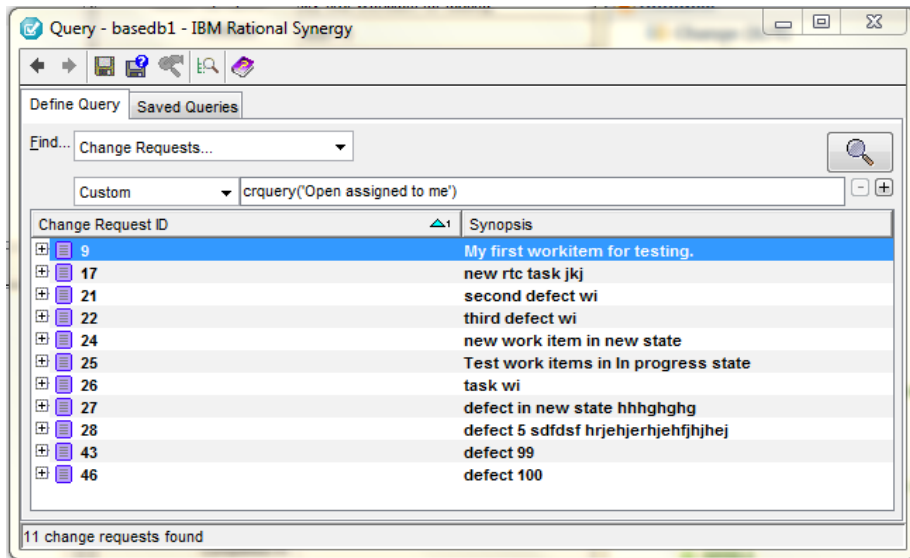 Query - basedb1 - IBM Rational Synergy
Define Query Saved Queries
Find... Change Requests...
Custom crquery('Open assigned to me')
Change Request ID 1 Synopsis
9 My first workitem for testing.
17 new rtc task jkj
21 second defect wi
22 third defect wi
24 new work item in new state
25 Test work items in In progress state
26 task wi
27 defect in new state hhhghghg
28 defect 5 sdfdsf hrjehjerhjehfjhjhej
43 defect 99
46 defect 100
11 change requests found